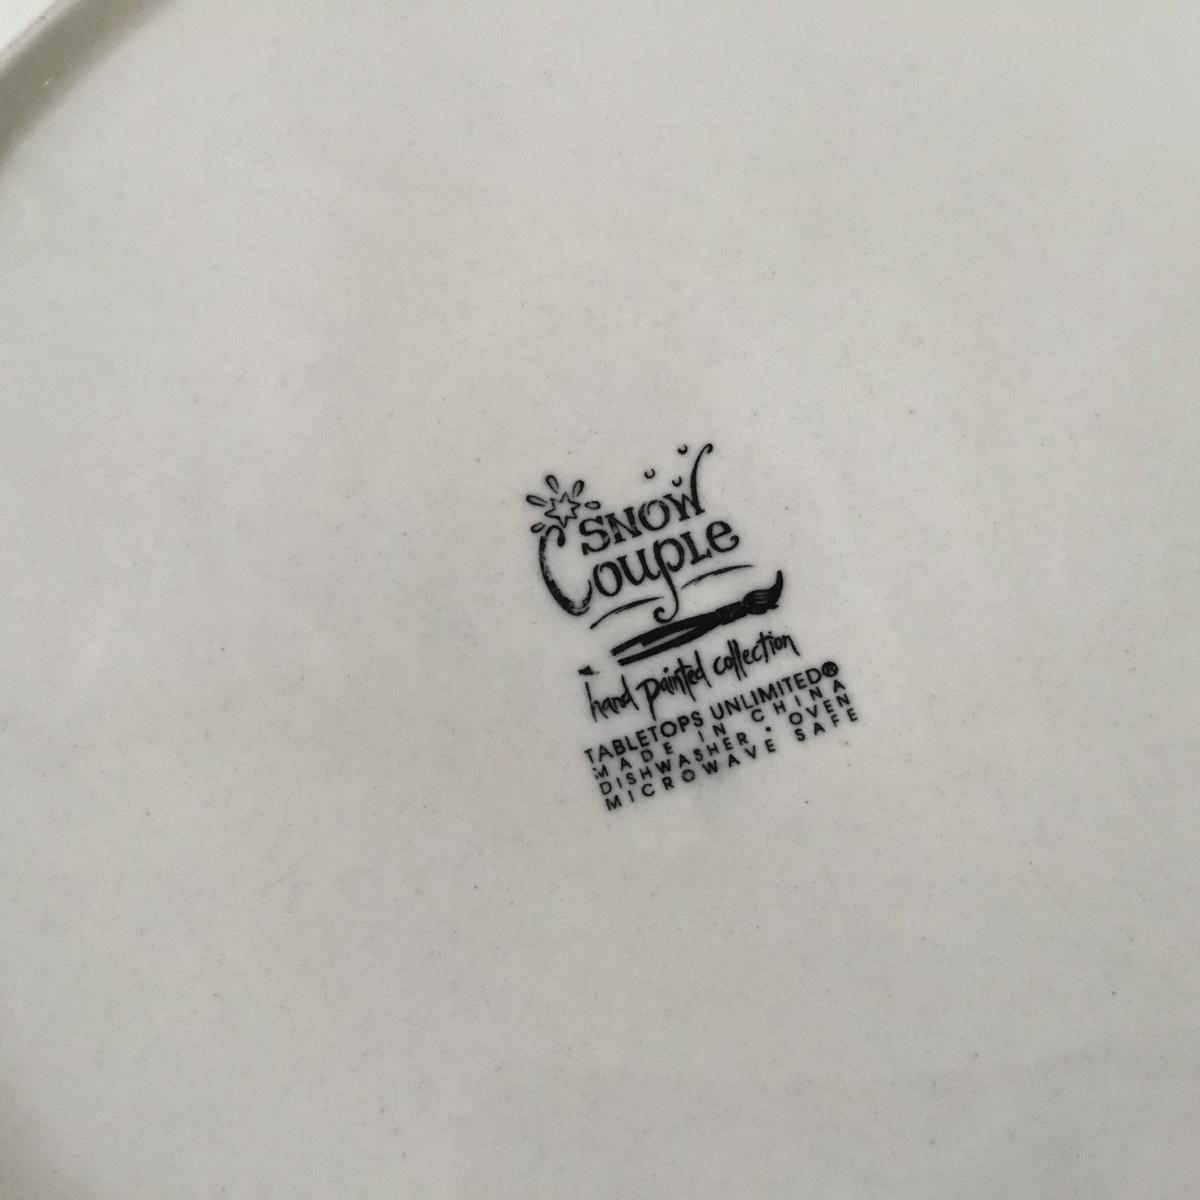 SNOW
Couple
hand painted collection
TABLETOPS UNLIMITED®
MADE IN CHINA
DISHWASHER • OVEN
MICROWAVE SAFE